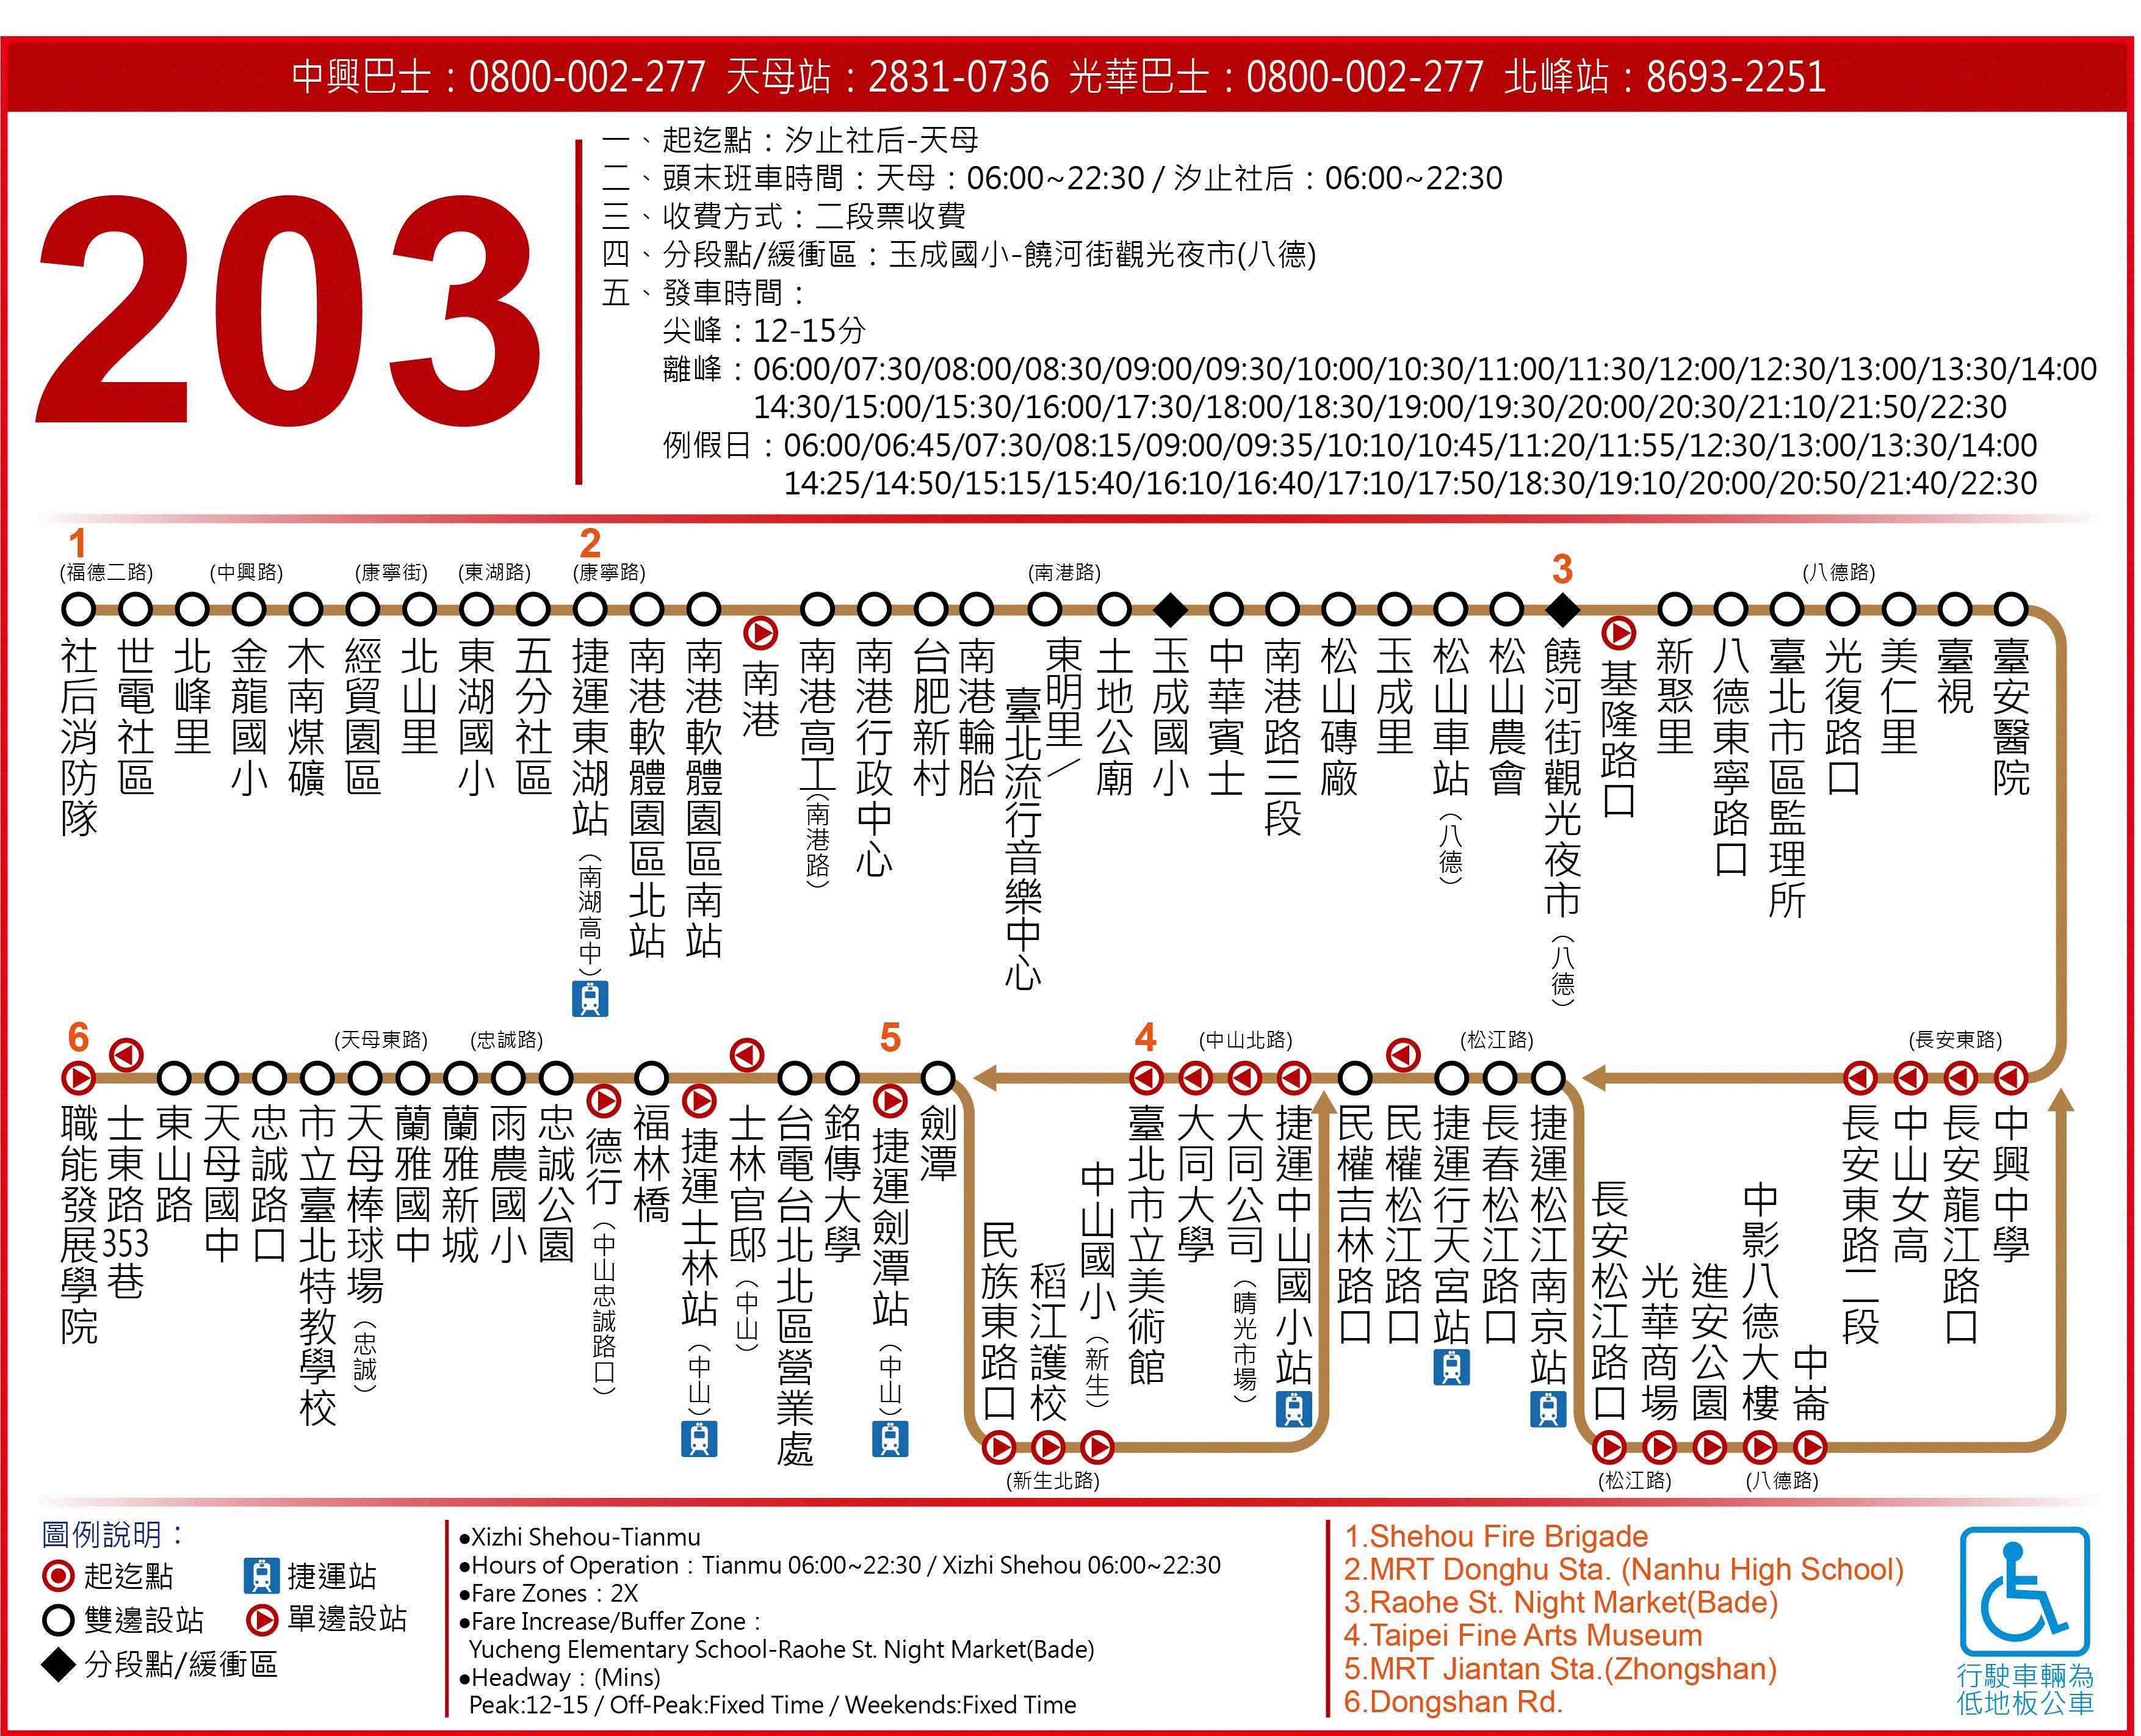 中興巴士：0800-002-277 天母站：2831-0736 光華巴士：0800-002-277 北峰站：8693-2251
203
一、起迄點：汐止社后-天母
二、頭末班車時間：天母：06:00~22:30 / 汐止社后：06:00~22:30
三、收費方式：二段票收費
四、分段點/緩衝區：玉成國小-饒河街觀光夜市(八德)
五、發車時間：
尖峰：12-15分
離峰：06:00/07:30/08:00/08:30/09:00/09:30/10:00/10:30/11:00/11:30/12:00/12:30/13:00/13:30/14:00
14:30/15:00/15:30/16:00/17:30/18:00/18:30/19:00/19:30/20:00/20:30/21:10/21:50/22:30
例假日：06:00/06:45/07:30/08:15/09:00/09:35/10:10/10:45/11:20/11:55/12:30/13:00/13:30/14:00
14:25/14:50/15:15/15:40/16:10/16:40/17:10/17:50/18:30/19:10/20:00/20:50/21:40/22:30
1
2
3
(福德二路)
(中興路)
(康寧街)
(東湖路)
(康寧路)
(南港路)
(八德路)
社后消防隊
世電社區
北峰里
金龍國小
木南煤礦
經貿園區
北山里
東湖國小
五分社區
捷運東湖站（南湖高中）
南港軟體園區北站
南港軟體園區南站
南港
南港高工（南港路）
南港行政中心
台肥新村
南港輪胎
東明里／
臺北流行音樂中心
土地公廟
玉成國小
中華賓士
南港路三段
松山磚廠
玉成里
松山車站（八德）
松山農會
饒河街觀光夜市（八德）
基隆路口
新聚里
八德東寧路口
臺北市區監理所
光復路口
美仁里
臺視
臺安醫院
6
5
4
(天母東路)
(忠誠路)
(中山北路)
(松江路)
(長安東路)
職能發展學院
士東路353巷
東山路
天母國中
忠誠路口
市立臺北特教學校
天母棒球場（忠誠）
蘭雅國中
蘭雅新城
雨農國小
忠誠公園
德行（中山忠誠路口）
福林橋
捷運士林站（中山）
士林官邸（中山）
台電台北北區營業處
銘傳大學
捷運劍潭站（中山）
劍潭
民族東路口
稻江護校
中山國小（新生）
臺北市立美術館
大同大學
大同公司（晴光市場）
捷運中山國小站
民權吉林路口
民權松江路口
捷運行天宮站
長春松江路口
捷運松江南京站
長安松江路口
光華商場
進安公園
中影八德大樓
中崙
長安東路二段
中山女高
長安龍江路口
中興中學
(新生北路)
(松江路)
(八德路)
圖例說明：
起迄點
捷運站
雙邊設站
單邊設站
分段點/緩衝區
●Xizhi Shehou-Tianmu
●Hours of Operation：Tianmu 06:00~22:30 / Xizhi Shehou 06:00~22:30
●Fare Zones：2X
●Fare Increase/Buffer Zone：
Yucheng Elementary School-Raohe St. Night Market(Bade)
●Headway：(Mins)
Peak:12-15 / Off-Peak:Fixed Time / Weekends:Fixed Time
1.Shehou Fire Brigade
2.MRT Donghu Sta. (Nanhu High School)
3.Raohe St. Night Market(Bade)
4.Taipei Fine Arts Museum
5.MRT Jiantan Sta.(Zhongshan)
6.Dongshan Rd.
行駛車輛為
低地板公車